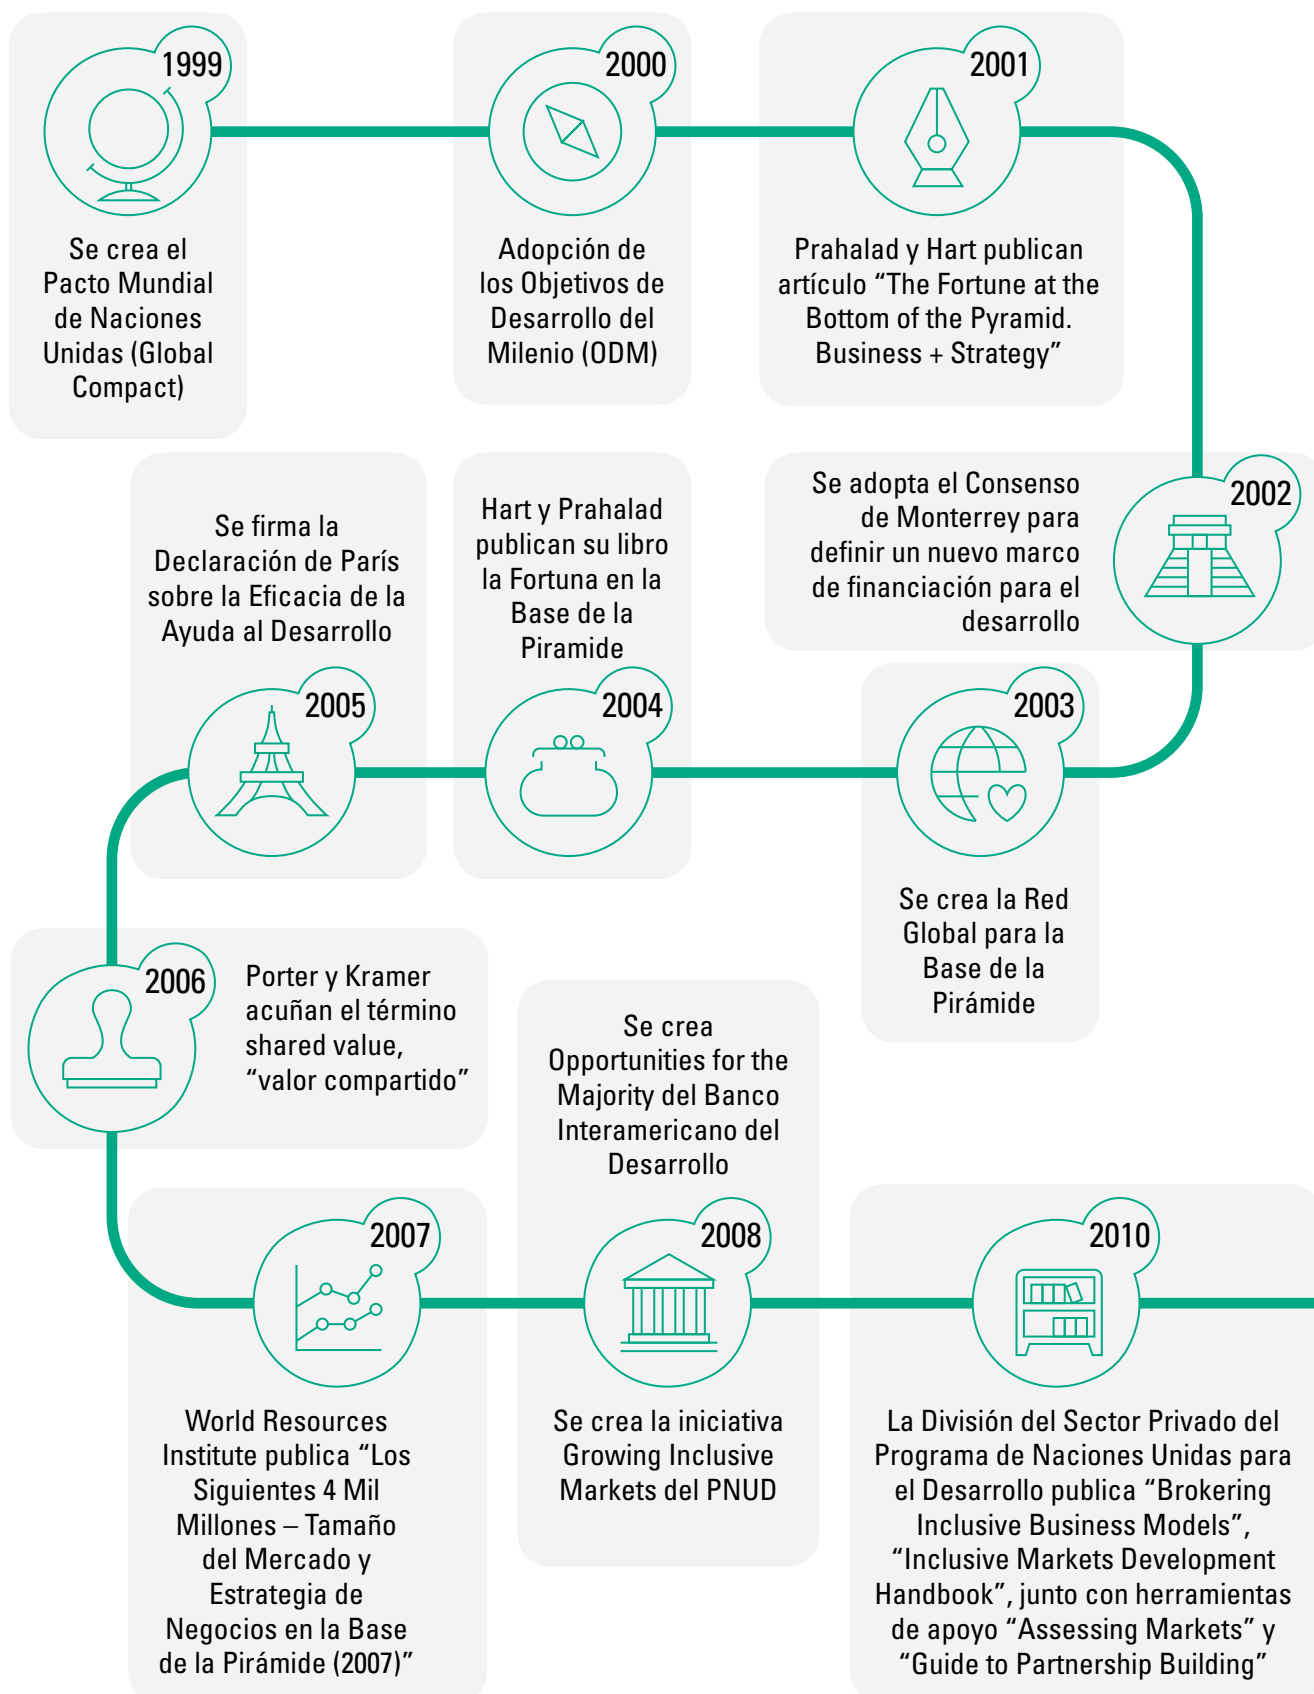 1999
Se crea el
Pacto Mundial
de Naciones
Unidas (Global
Compact)
2000
Adopción de
los Objetivos de
Desarrollo del
Milenio (ODM)
2001
Prahalad y Hart publican
artículo “The Fortune at the
Bottom of the Pyramid.
Business + Strategy”
2002
Se adopta el Consenso
de Monterrey para
definir un nuevo marco
de financiación para el
desarrollo
2003
Se crea la Red
Global para la
Base de la
Pirámide
Hart y Prahalad
publican su libro
la Fortuna en la
Base de la
Piramide
2004
Se firma la
Declaración de París
sobre la Eficacia de la
Ayuda al Desarrollo
2005
2006
Porter y Kramer
acuñan el término
shared value,
“valor compartido”
2007
World Resources
Institute publica “Los
Siguientes 4 Mil
Millones – Tamaño
del Mercado y
Estrategia de
Negocios en la Base
de la Pirámide (2007)”
Se crea
Opportunities for the
Majority del Banco
Interamericano del
Desarrollo
2008
Se crea la iniciativa
Growing Inclusive
Markets del PNUD
2010
La División del Sector Privado del
Programa de Naciones Unidas para
el Desarrollo publica “Brokering
Inclusive Business Models”,
“Inclusive Markets Development
Handbook”, junto con herramientas
de apoyo “Assessing Markets” y
“Guide to Partnership Building”